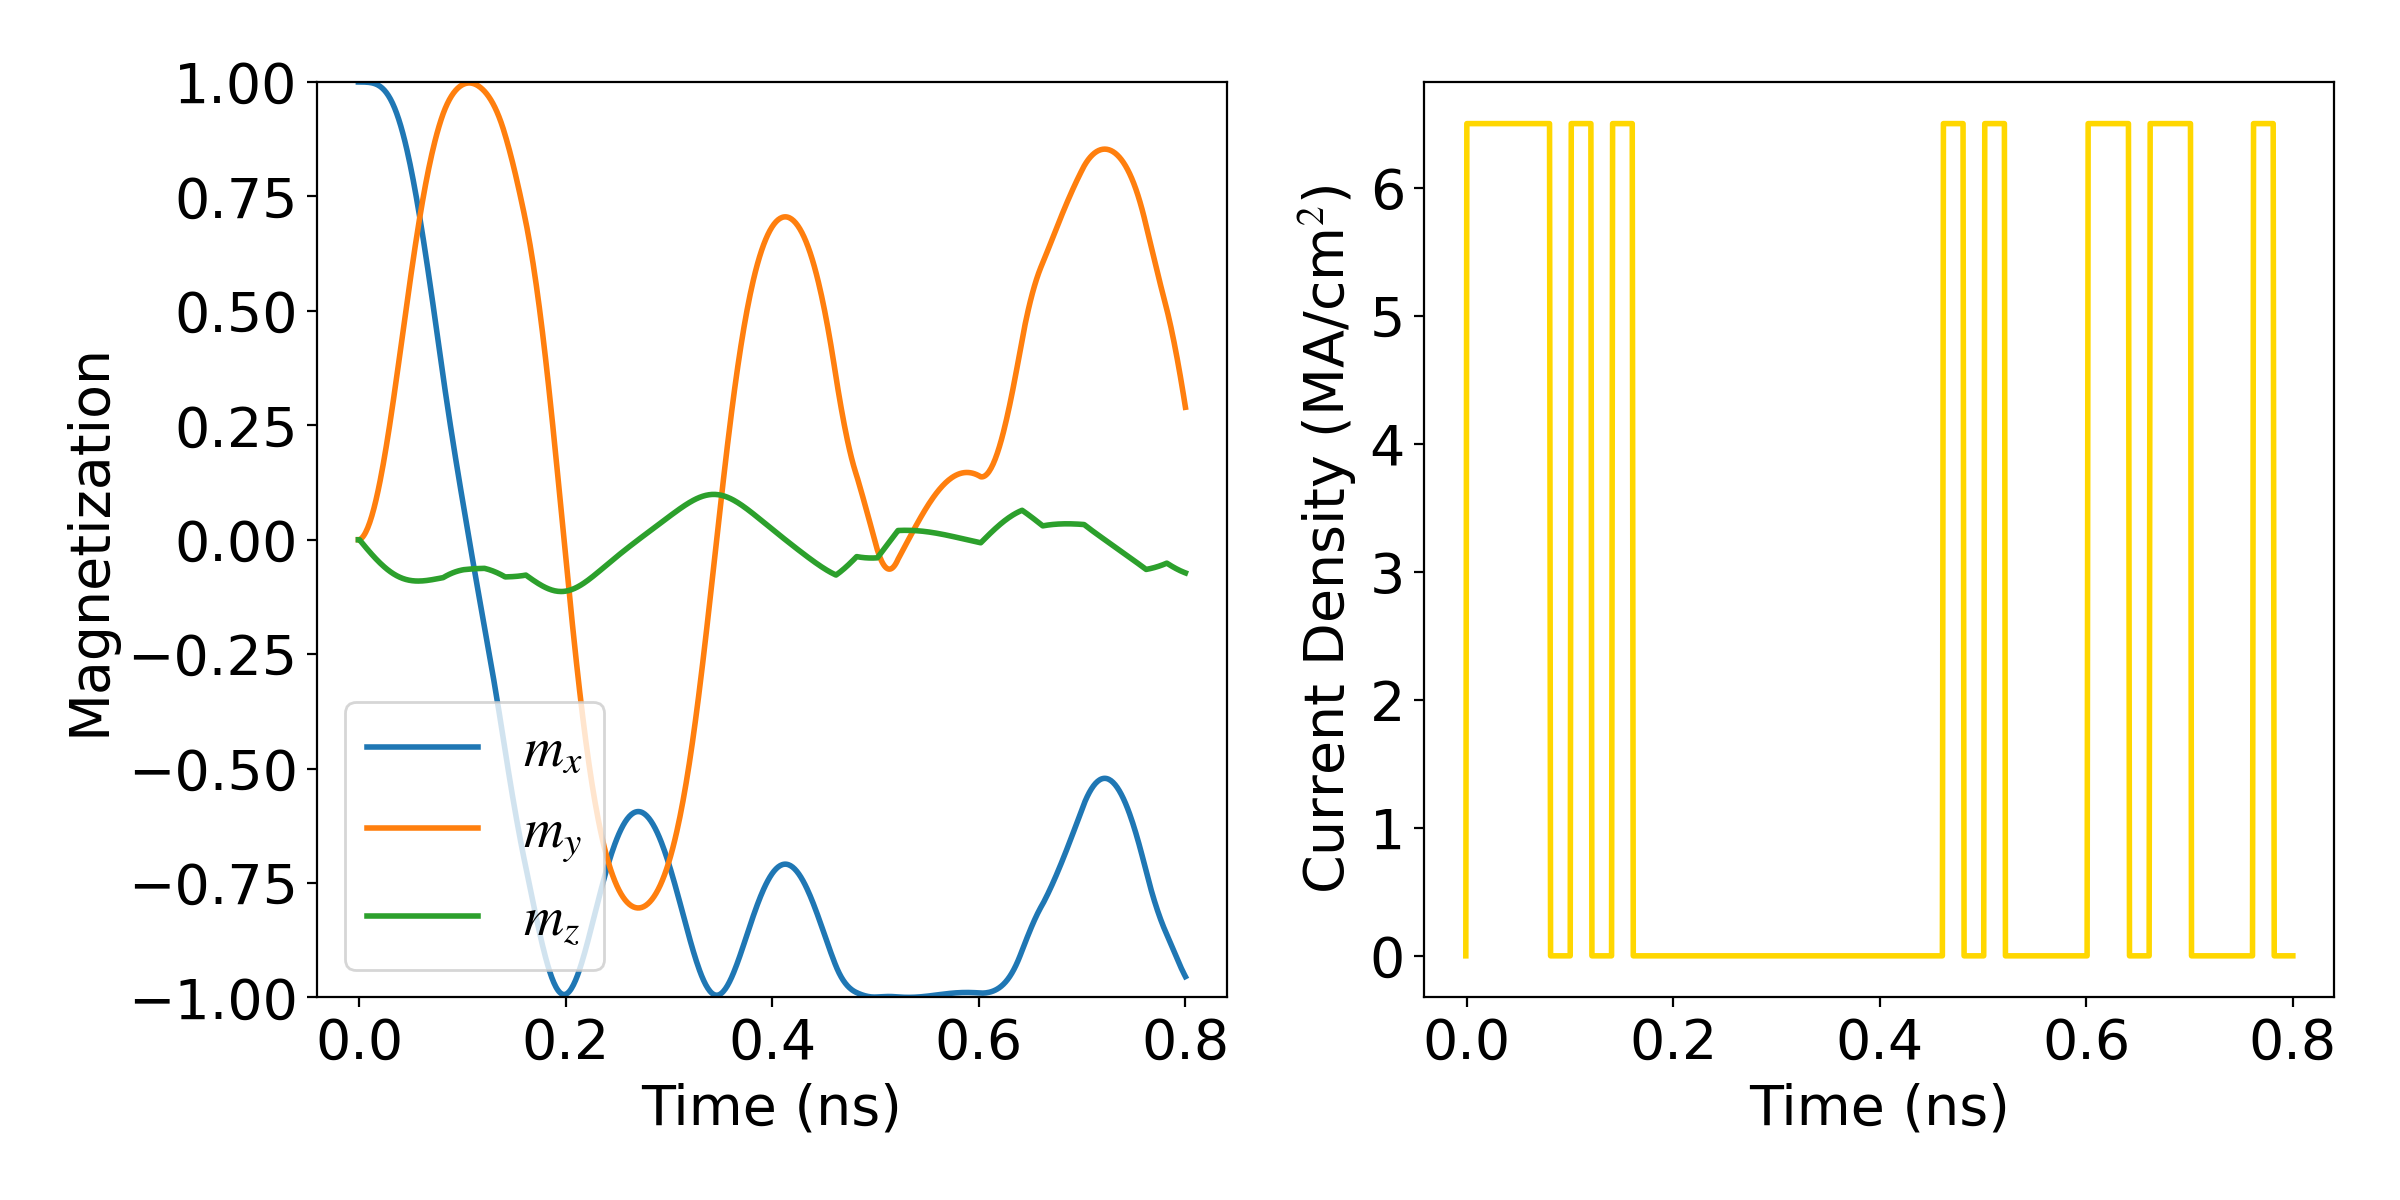 Magnetization
1.00
0.75
0.50
0.25
0.00
−0.25
−0.50
−0.75
−1.00
m_x
m_y
m_z
0.0 0.2 0.4 0.6 0.8
Time (ns)
Current Density (MA/cm²)
6
5
4
3
2
1
0
0.0 0.2 0.4 0.6 0.8
Time (ns)